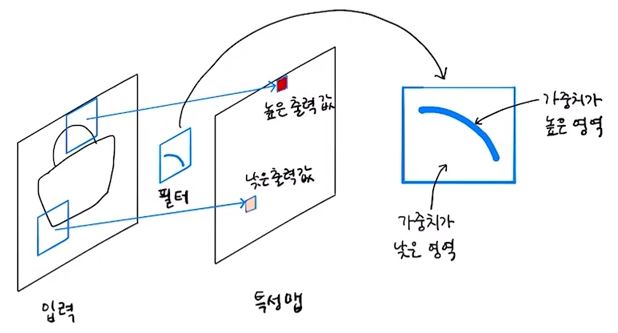 높은 출력 값
가중치가
높은 영역
필터
낮은 출력 값
가중치가
낮은 영역
입력
특성 맵